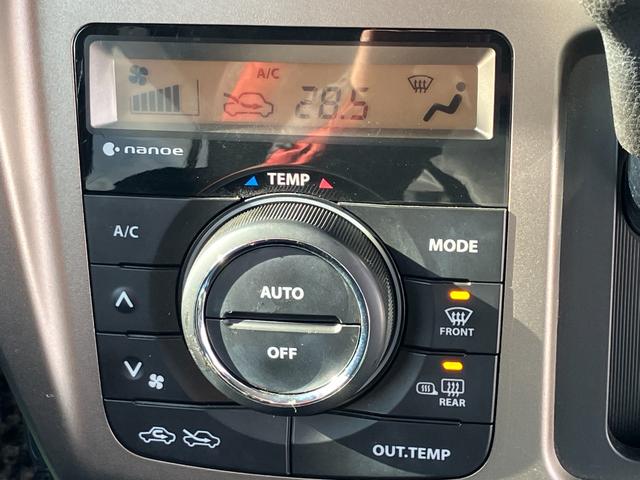 A/C
28.5
nanoe
TEMP
A/C
MODE
AUTO
OFF
FRONT
REAR
OUT.TEMP